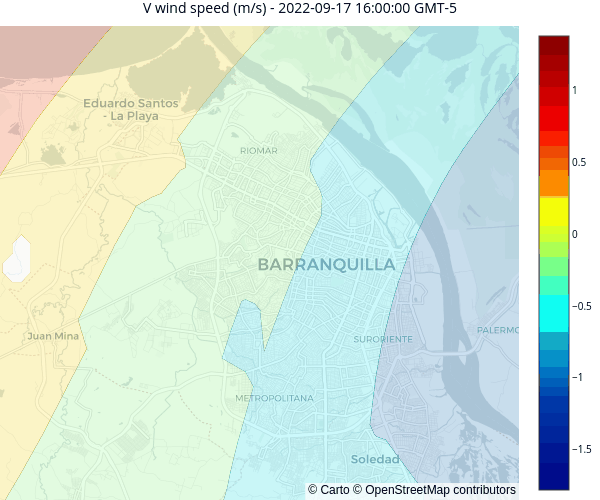 V wind speed (m/s) - 2022-09-17 16:00:00 GMT-5
Eduardo Santos
- La Playa
RIOMAR
BARRANQUILLA
Juan Mina
SURORIENTE
PALERMO
METROPOLITANA
Soledad
© Carto © OpenStreetMap contributors
1
0.5
0
−0.5
−1
−1.5